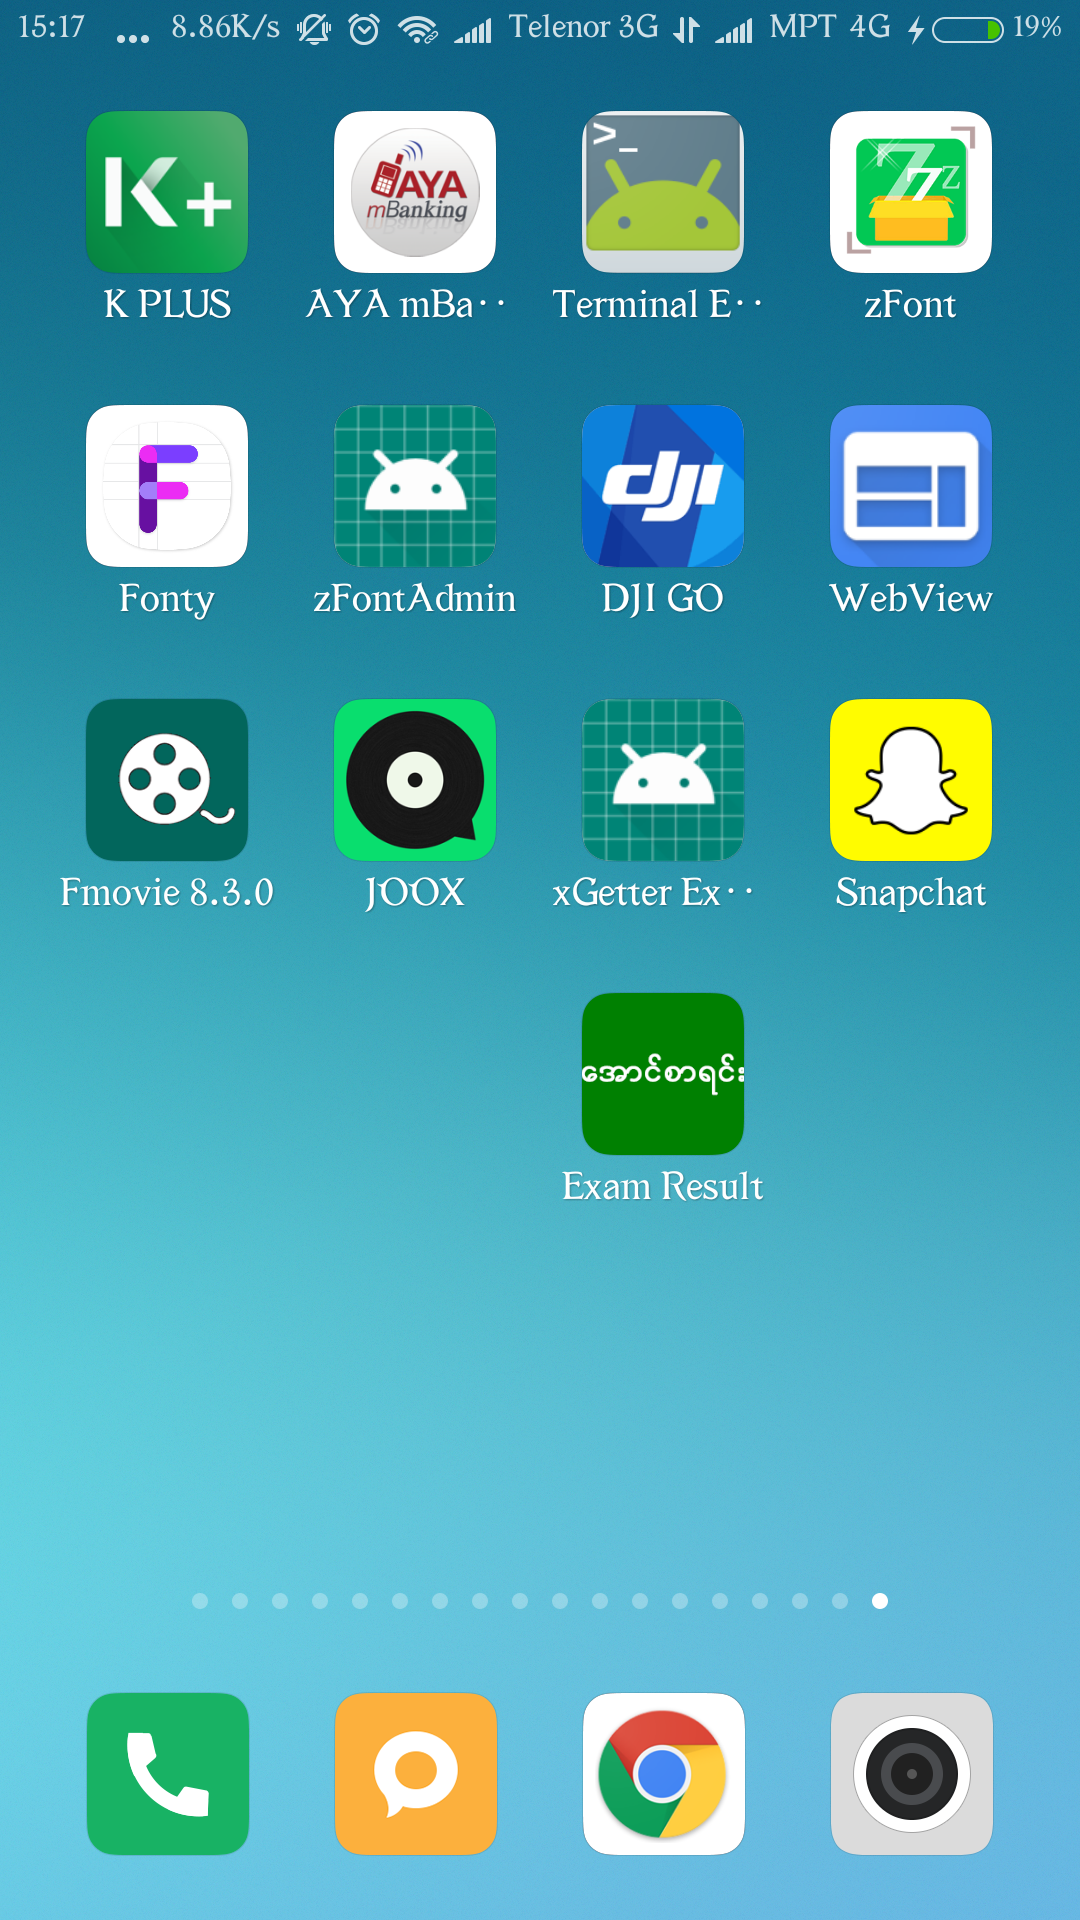 15:17 ... 8.86K/s Telenor 3G MPT 4G 19%
K+
AYA
mBanking
>_
Zzz
K PLUS AYA mBa·· Terminal E·· zFont
F
dji
Fonty zFontAdmin DJI GO WebView
Fmovie 8.3.0 JOOX xGetter Ex·· Snapchat
အောင်စာရင်း
Exam Result